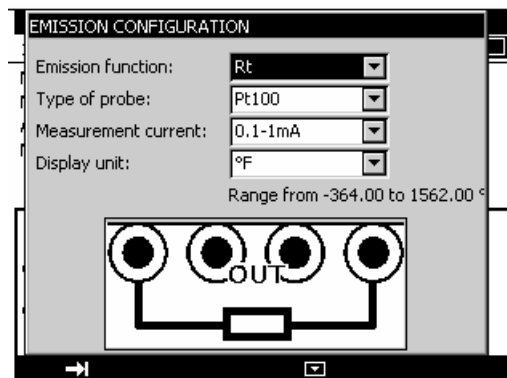 EMISSION CONFIGURATION
Emission function: Rt
Type of probe: Pt100
Measurement current: 0.1-1mA
Display unit: °F
Range from -364.00 to 1562.00 °
OUT